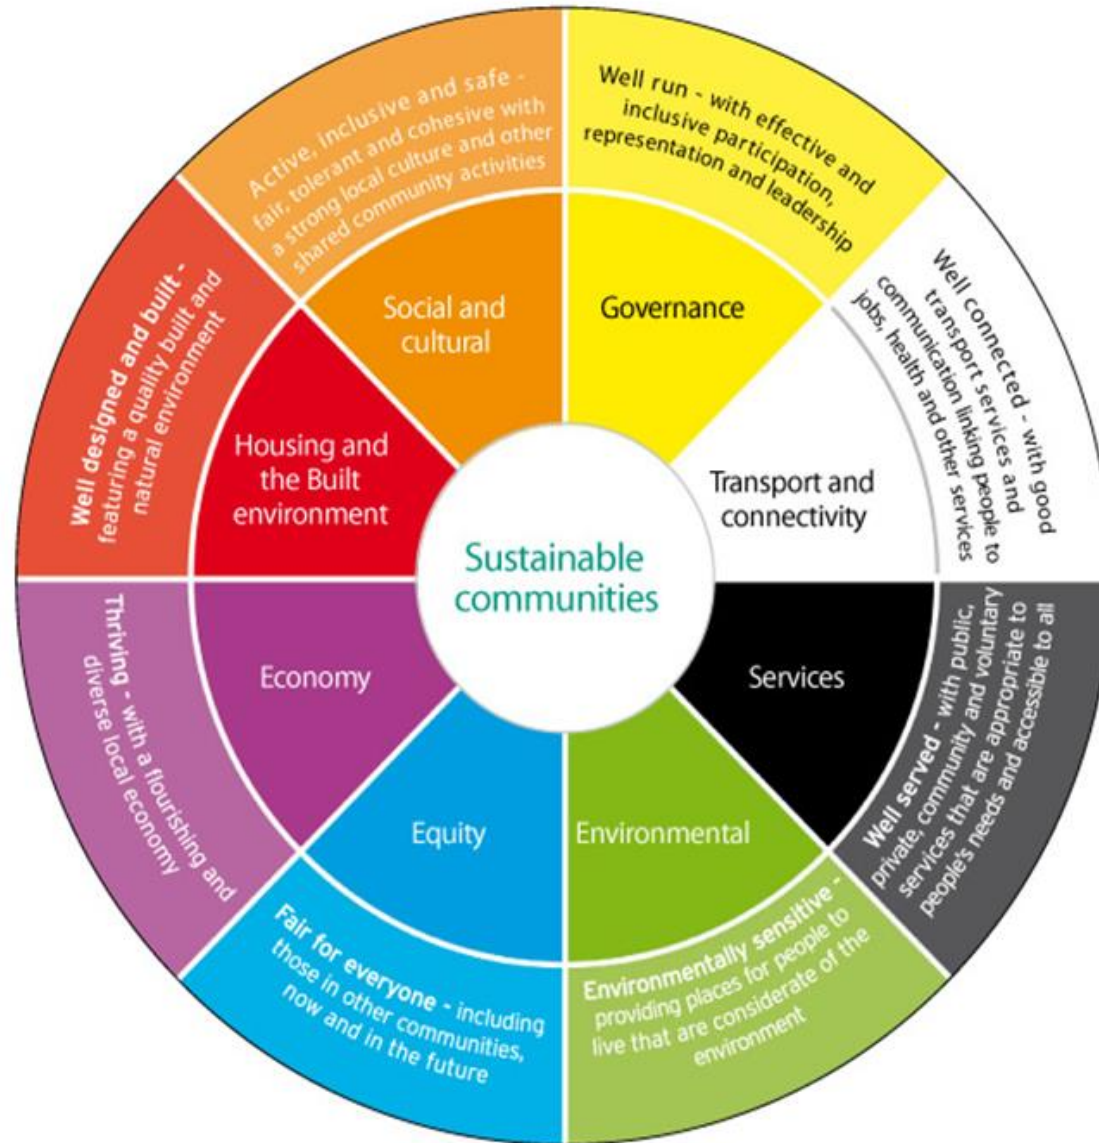 Active, inclusive and safe -
fair, tolerant and cohesive with
a strong local culture and other
shared community activities
Social and
cultural
Well run - with effective and
inclusive participation,
representation and leadership
Governance
Well connected - with good
transport services and
communication linking people to
jobs, health and other services
Transport and
connectivity
Well served - with public,
private, community and voluntary
services that are appropriate to
people's needs and accessible to all
Services
Environmentally sensitive -
providing places for people to
live that are considerate of the
environment
Environmental
Fair for everyone - including
those in other communities,
now and in the future
Equity
Thriving - with a flourishing and
diverse local economy
Economy
Well designed and built -
featuring a quality built and
natural environment
Housing and
the Built
environment
Sustainable
communities